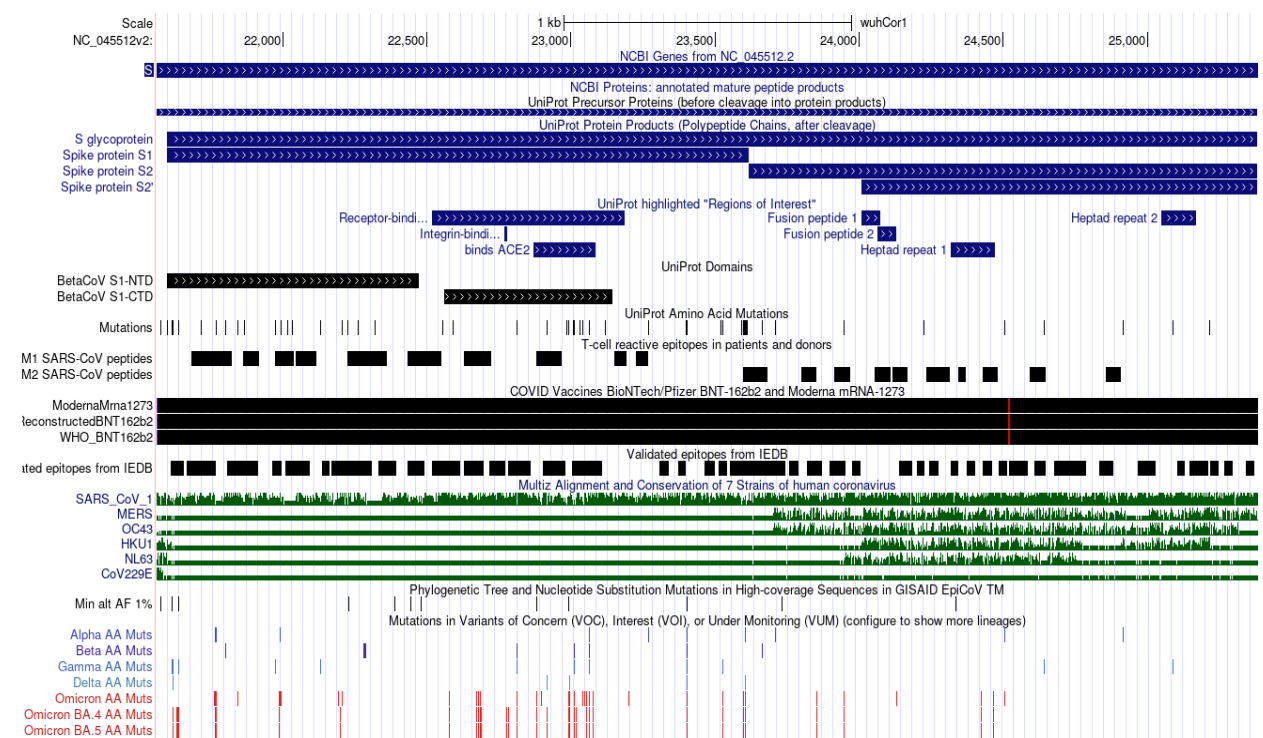 Scale 1 kb wuhCor1
NC_045512v2: 22,000 22,500 23,000 23,500 24,000 24,500 25,000
NCBI Genes from NC_045512.2
S
NCBI Proteins: annotated mature peptide products
UniProt Precursor Proteins (before cleavage into protein products)
UniProt Protein Products (Polypeptide Chains, after cleavage)
S glycoprotein
Spike protein S1
Spike protein S2
Spike protein S2'
UniProt highlighted "Regions of Interest"
Receptor-bindi... Fusion peptide 1 Heptad repeat 2
Integrin-bindi... Fusion peptide 2
binds ACE2 Heptad repeat 1
UniProt Domains
BetaCoV S1-NTD
BetaCoV S1-CTD
UniProt Amino Acid Mutations
Mutations
T-cell reactive epitopes in patients and donors
M1 SARS-CoV peptides
M2 SARS-CoV peptides
COVID Vaccines BioNTech/Pfizer BNT-162b2 and Moderna mRNA-1273
ModernaMrna1273
ReconstructedBNT162b2
WHO_BNT162b2
Validated epitopes from IEDB
ated epitopes from IEDB
Multiz Alignment and Conservation of 7 Strains of human coronavirus
SARS_CoV_1
MERS
OC43
HKU1
NL63
CoV229E
Phylogenetic Tree and Nucleotide Substitution Mutations in High-coverage Sequences in GISAID EpiCoV TM
Min alt AF 1%
Mutations in Variants of Concern (VOC), Interest (VOI), or Under Monitoring (VUM) (configure to show more lineages)
Alpha AA Muts
Beta AA Muts
Gamma AA Muts
Delta AA Muts
Omicron AA Muts
Omicron BA.4 AA Muts
Omicron BA.5 AA Muts